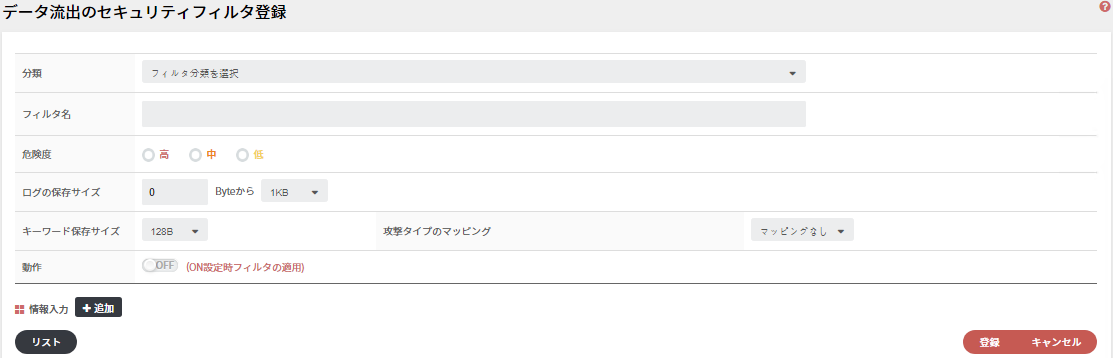 データ流出のセキュリティフィルタ登録
分類 フィルタ分類を選択
フィルタ名
危険度 高 中 低
ログの保存サイズ 0 Byteから 1KB
キーワード保存サイズ 128B 攻撃タイプのマッピング マッピングなし
動作 OFF (ON設定時フィルタの適用)
情報入力 +追加
リスト 登録 キャンセル